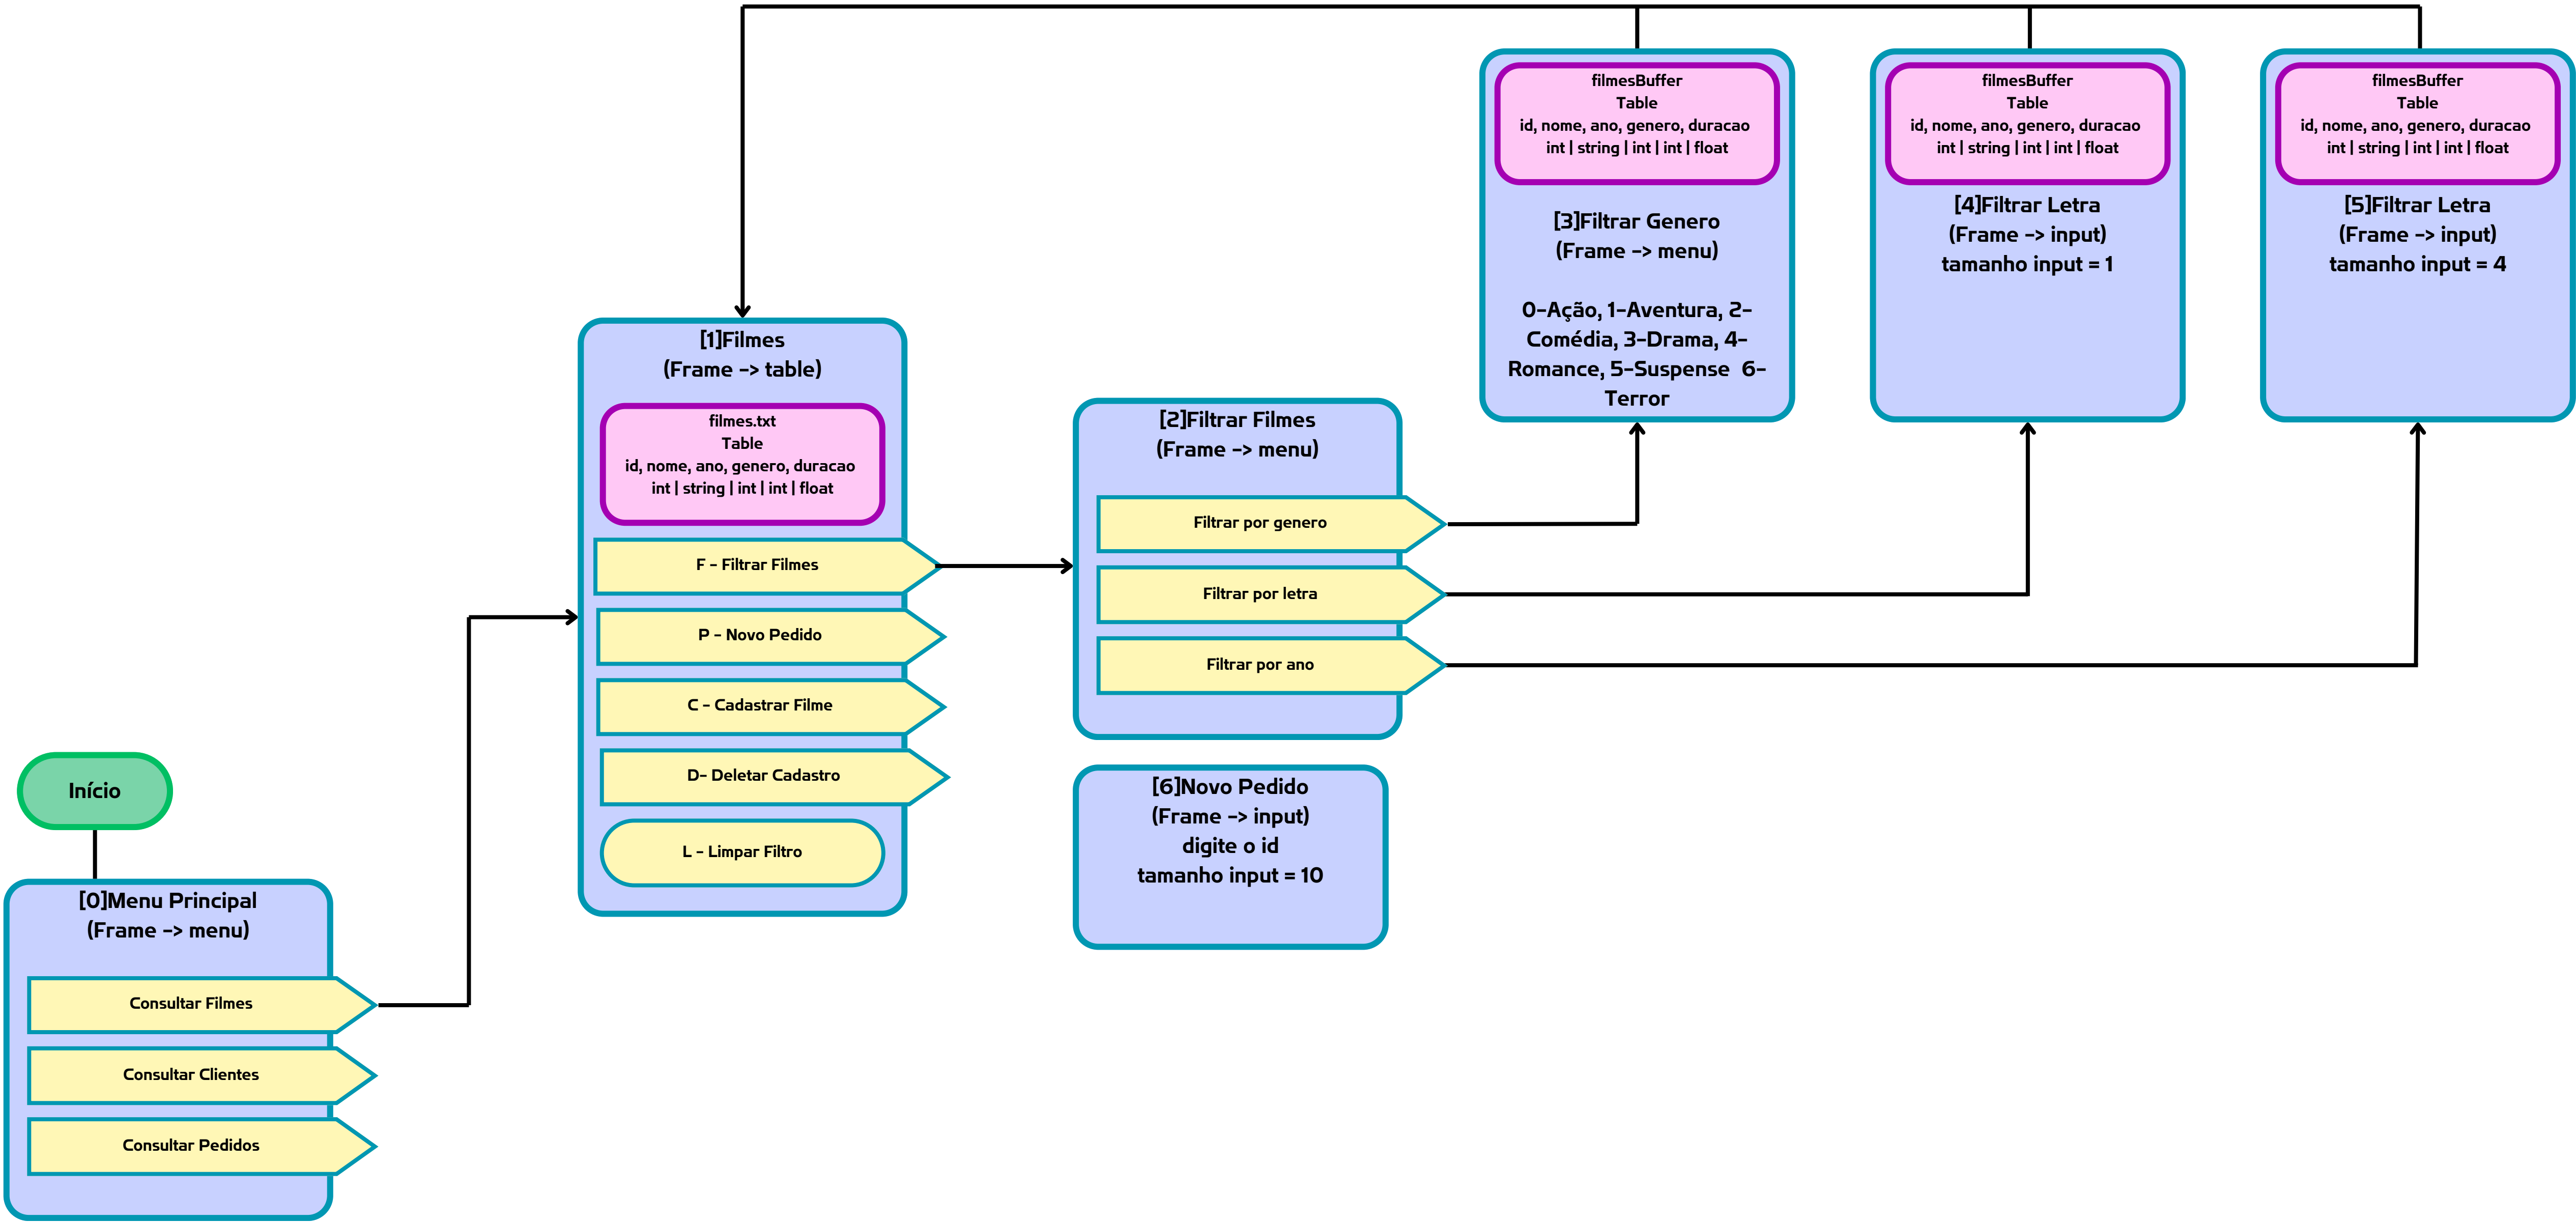 Início
[0]Menu Principal
(Frame -> menu)
Consultar Filmes
Consultar Clientes
Consultar Pedidos
[1]Filmes
(Frame -> table)
filmes.txt
Table
id, nome, ano, genero, duracao
int | string | int | int | float
F - Filtrar Filmes
P - Novo Pedido
C - Cadastrar Filme
D- Deletar Cadastro
L - Limpar Filtro
[2]Filtrar Filmes
(Frame -> menu)
Filtrar por genero
Filtrar por letra
Filtrar por ano
[6]Novo Pedido
(Frame -> input)
digite o id
tamanho input = 10
filmesBuffer
Table
id, nome, ano, genero, duracao
int | string | int | int | float
[3]Filtrar Genero
(Frame -> menu)
0-Ação, 1-Aventura, 2-
Comédia, 3-Drama, 4-
Romance, 5-Suspense  6-
Terror
filmesBuffer
Table
id, nome, ano, genero, duracao
int | string | int | int | float
[4]Filtrar Letra
(Frame -> input)
tamanho input = 1
filmesBuffer
Table
id, nome, ano, genero, duracao
int | string | int | int | float
[5]Filtrar Letra
(Frame -> input)
tamanho input = 4